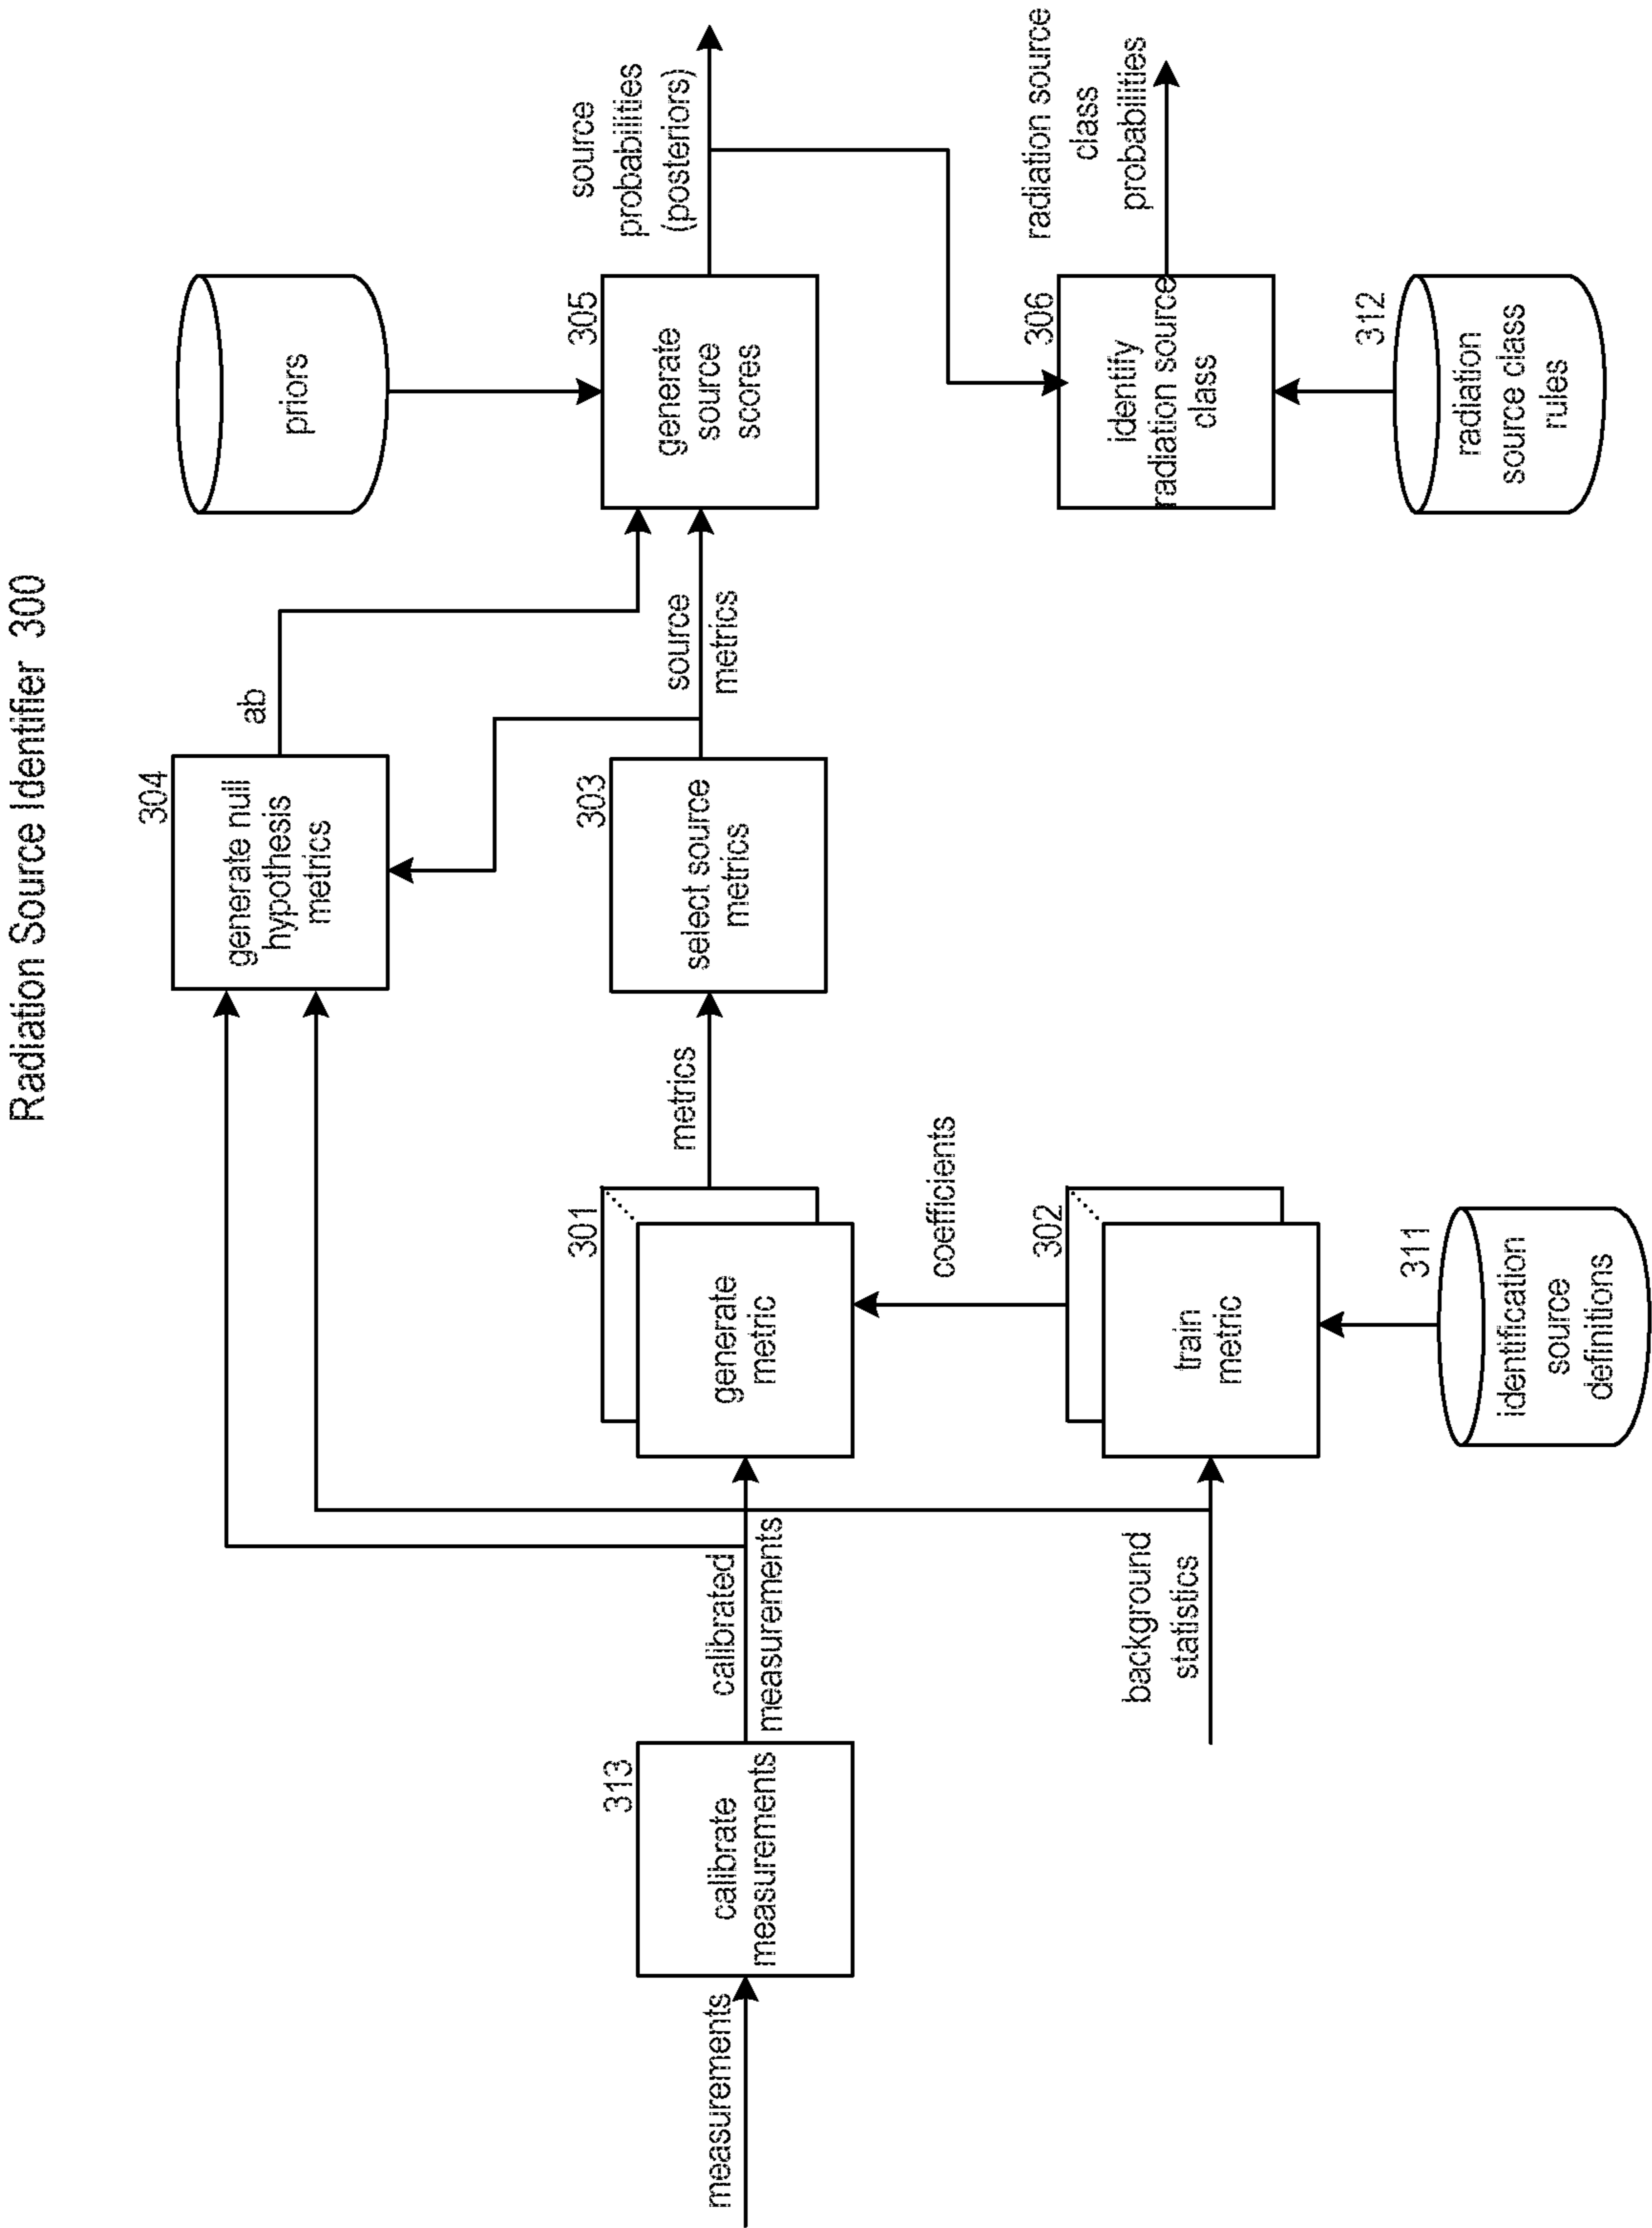 Radiation Source Identifier 300
304
generate null
hypothesis
metrics
ab
priors
measurements
313
calibrate
measurements
calibrated
measurements
301
generate
metric
metrics
303
select source
metrics
source
metrics
305
generate
source
scores
source
probabilities
(posteriors)
coefficients
background
statistics
302
train
metric
311
identification
source
definitions
306
identify
radiation source
class
radiation source
class
probabilities
312
radiation
source class
rules